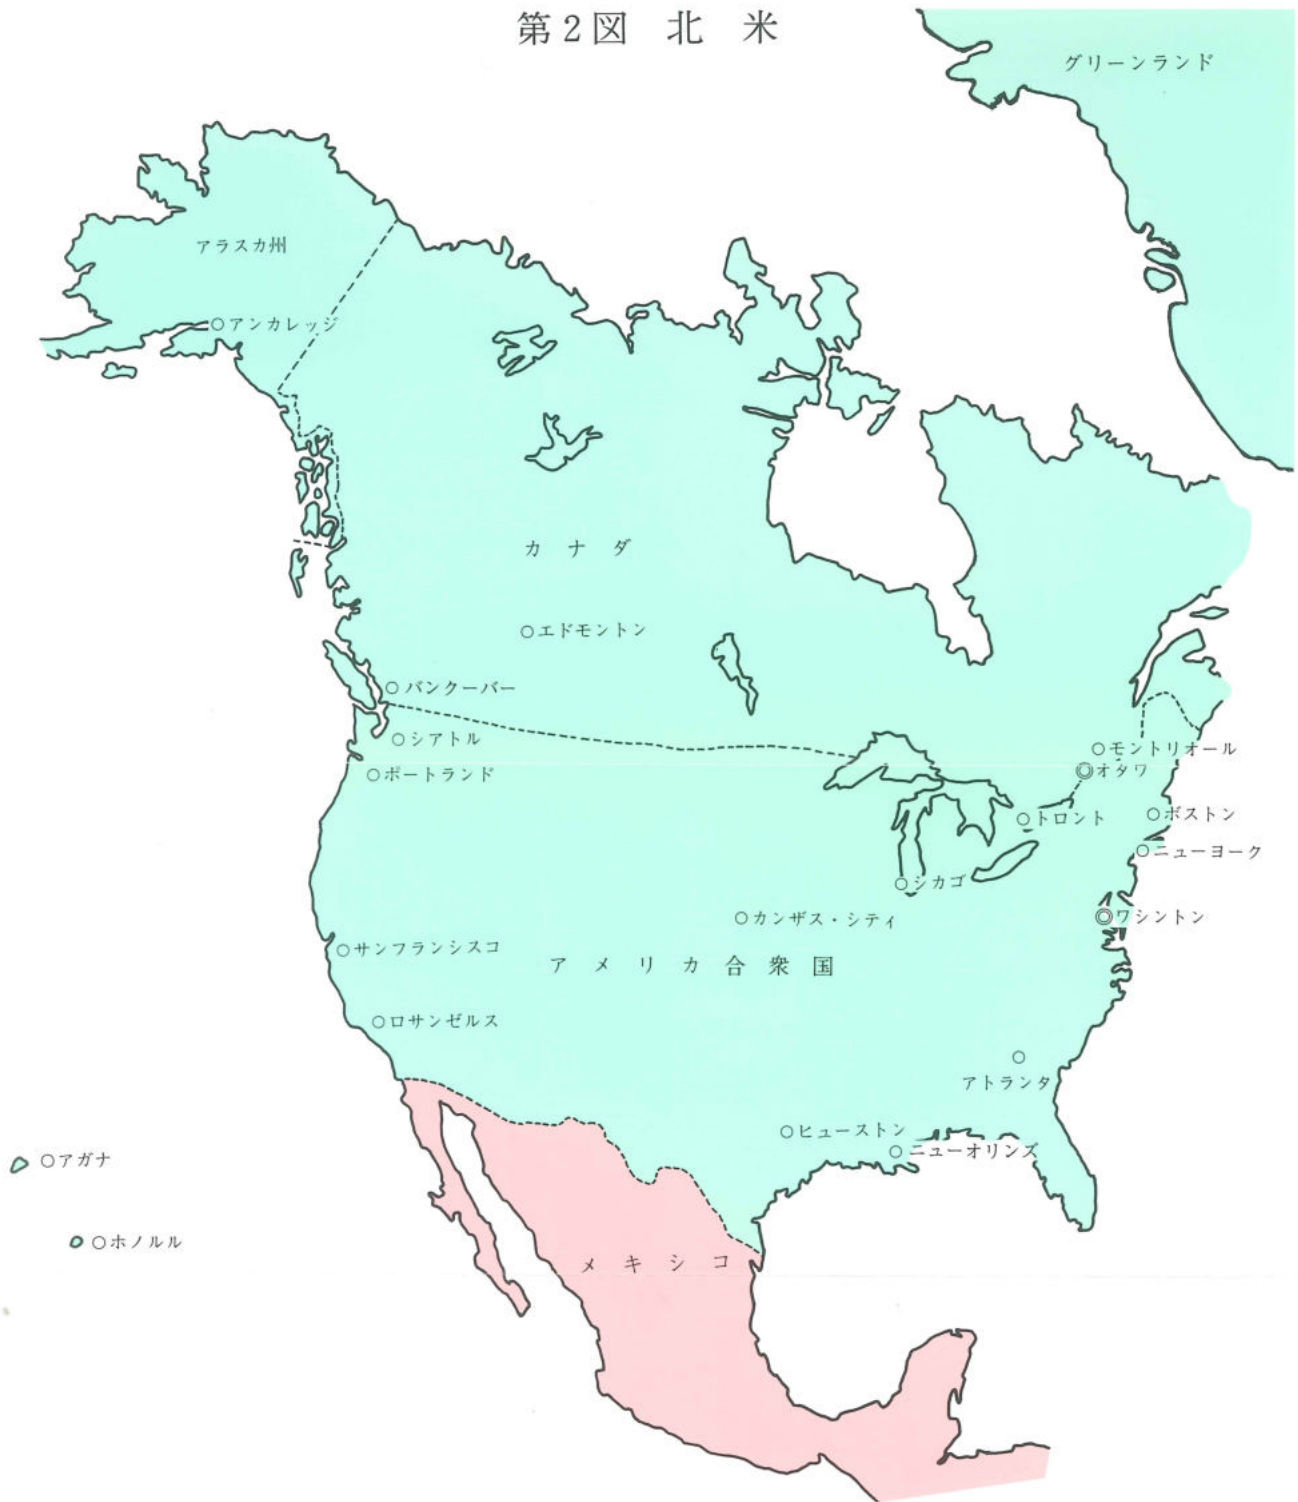 第2図 北 米
グリーンランド
アラスカ州
○アンカレッジ
カ ナ ダ
○エドモントン
○バンクーバー
○シアトル
○モントリオール
◎オタワ
○ポートランド
○トロント
○ボストン
○ニューヨーク
○シカゴ
○カンザス・シティ
◎ワシントン
○サンフランシスコ
ア メ リ カ 合 衆 国
○ロサンゼルス
○
アトランタ
○ヒューストン
○ニューオリンズ
○アガナ
○ホノルル
メ キ シ コ